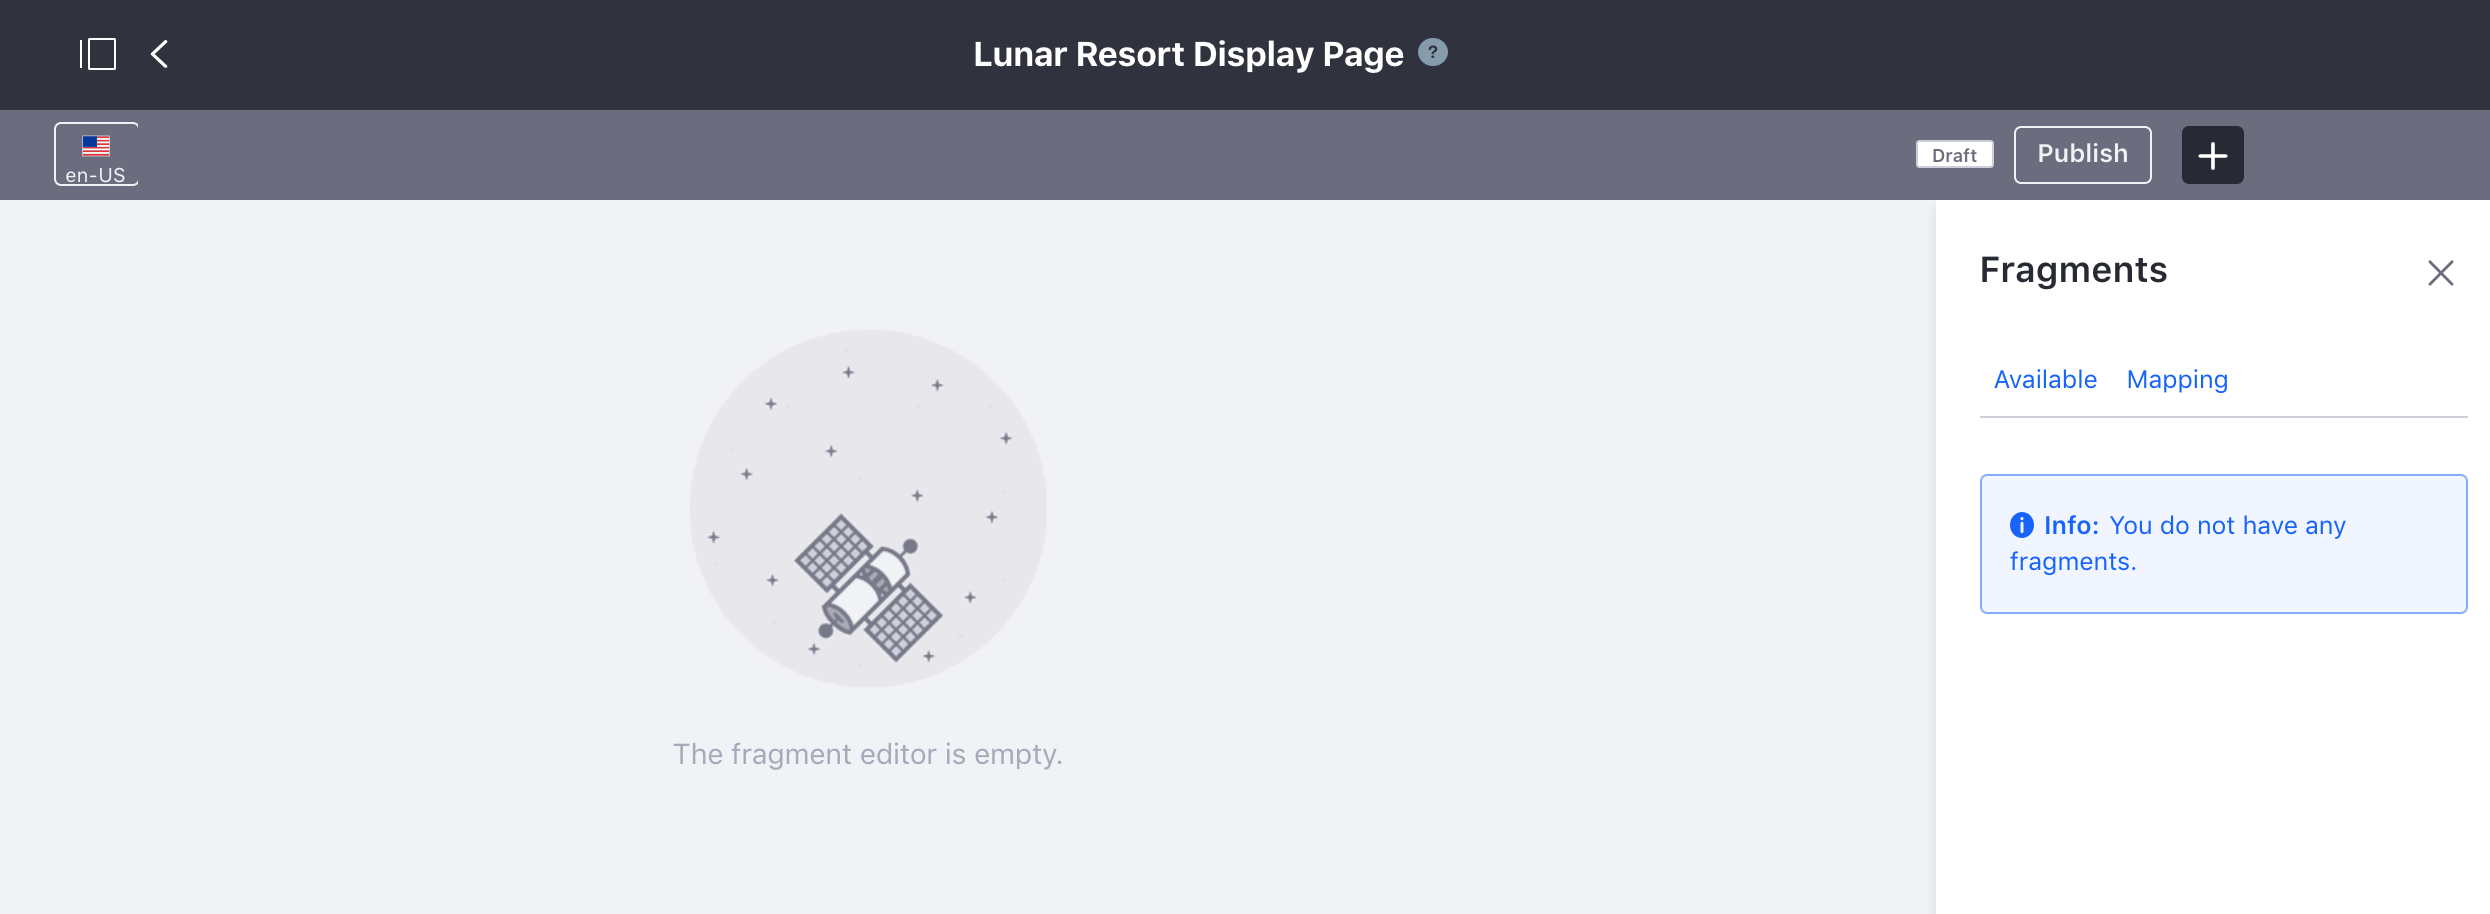 Lunar Resort Display Page ?
en-US
Draft
Publish
Fragments
Available
Mapping
Info: You do not have any
fragments.
The fragment editor is empty.